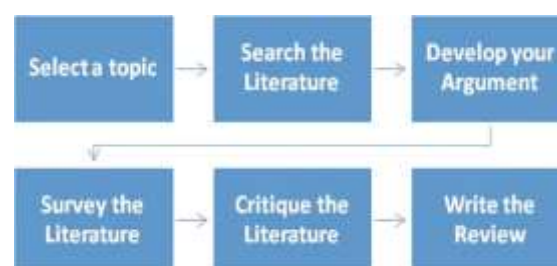 Select a topic
Search the
Literature
Develop your
Argument
Survey the
Literature
Critique the
Literature
Write the
Review